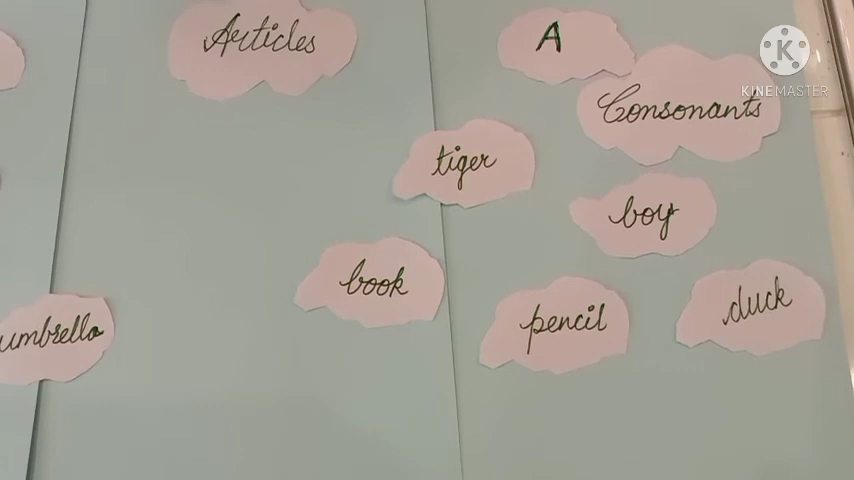 Articles
A
Consonants
tiger
boy
book
duck
pencil
umbrella
KINEMASTER